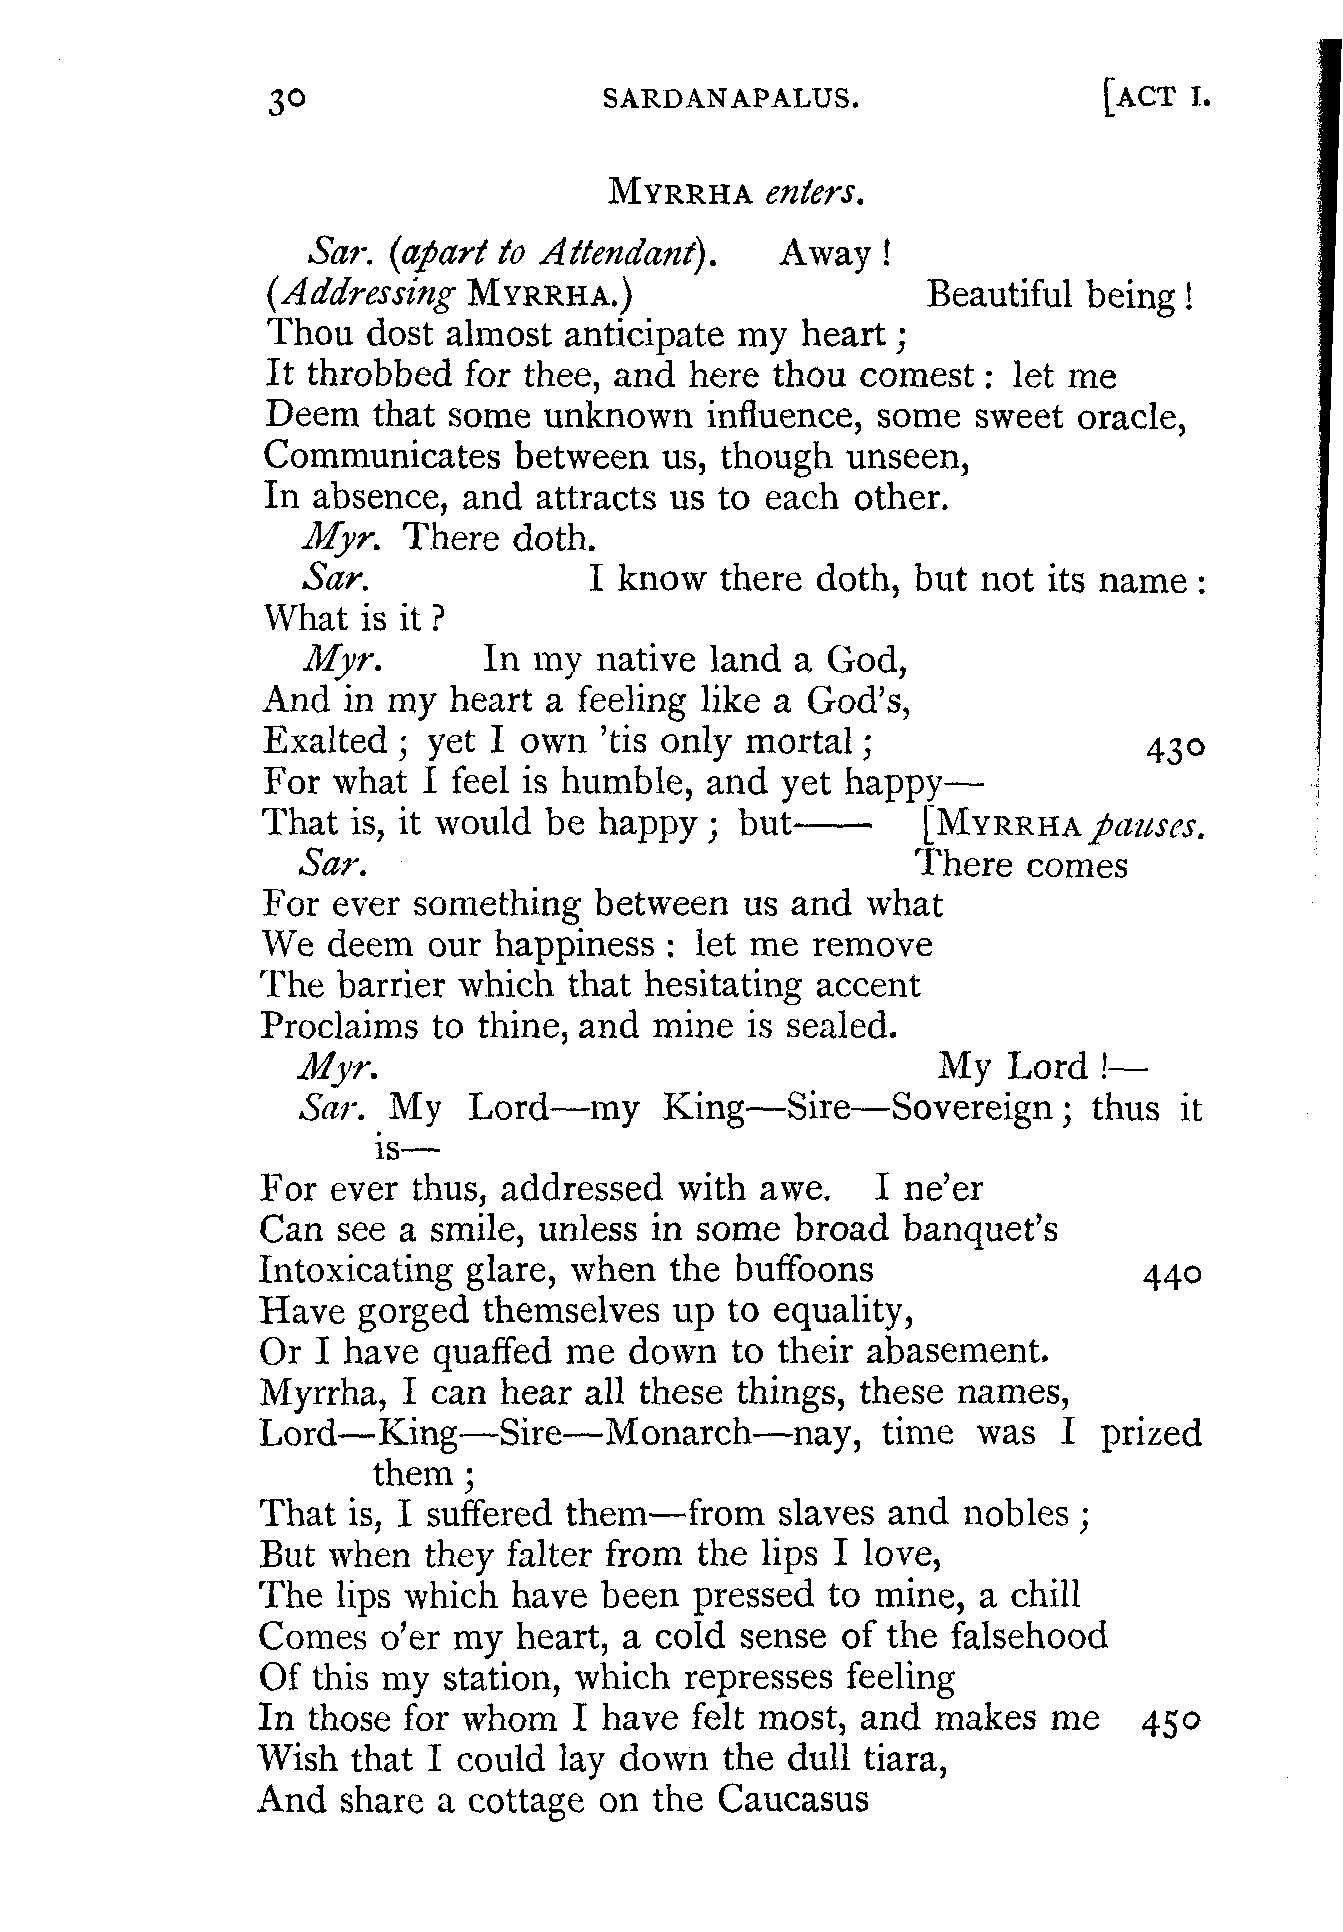 30 SARDANAPALUS. [ACT I.
MYRRHA enters.
Sar. (apart to Attendant). Away !
(Addressing MYRRHA.) Beautiful being !
Thou dost almost anticipate my heart ;
It throbbed for thee, and here thou comest : let me
Deem that some unknown influence, some sweet oracle,
Communicates between us, though unseen,
In absence, and attracts us to each other.
Myr. There doth.
Sar. I know there doth, but not its name :
What is it ?
Myr. In my native land a God,
And in my heart a feeling like a God's,
Exalted ; yet I own 'tis only mortal ; 430
For what I feel is humble, and yet happy—
That is, it would be happy ; but—— [MYRRHA pauses.
Sar. There comes
For ever something between us and what
We deem our happiness : let me remove
The barrier which that hesitating accent
Proclaims to thine, and mine is sealed.
Myr. My Lord !—
Sar. My Lord—my King—Sire—Sovereign ; thus it
is—
For ever thus, addressed with awe. I ne'er
Can see a smile, unless in some broad banquet's
Intoxicating glare, when the buffoons 440
Have gorged themselves up to equality,
Or I have quaffed me down to their abasement.
Myrrha, I can hear all these things, these names,
Lord—King—Sire—Monarch—nay, time was I prized
them ;
That is, I suffered them—from slaves and nobles ;
But when they falter from the lips I love,
The lips which have been pressed to mine, a chill
Comes o'er my heart, a cold sense of the falsehood
Of this my station, which represses feeling
In those for whom I have felt most, and makes me 450
Wish that I could lay down the dull tiara,
And share a cottage on the Caucasus